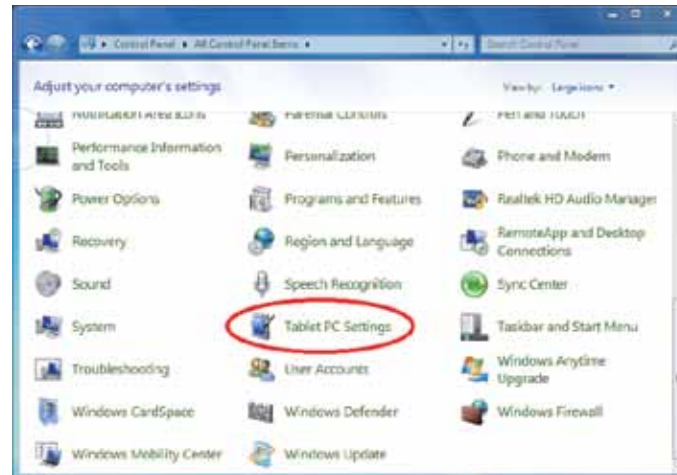 Control Panel ▸ All Control Panel Items ▸
Search Control Panel
Adjust your computer's settings
View by: Large icons
Notification Area Icons
Parental Controls
Pen and Touch
Performance Information
and Tools
Personalization
Phone and Modem
Power Options
Programs and Features
Realtek HD Audio Manager
Recovery
Region and Language
RemoteApp and Desktop
Connections
Sound
Speech Recognition
Sync Center
System
Tablet PC Settings
Taskbar and Start Menu
Troubleshooting
User Accounts
Windows Anytime
Upgrade
Windows CardSpace
Windows Defender
Windows Firewall
Windows Mobility Center
Windows Update